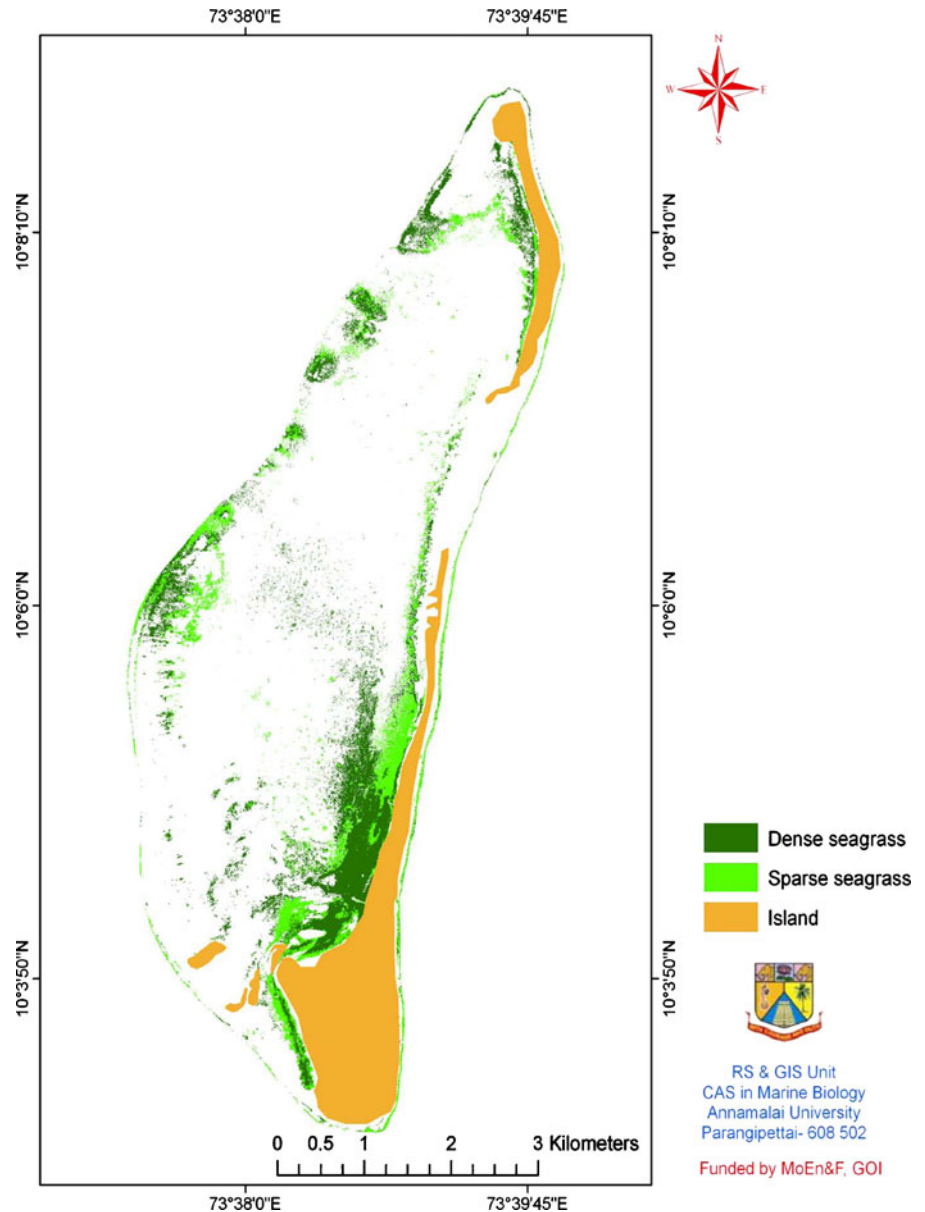 73°38'0"E
73°39'45"E
N
W
E
S
10°8'10"N
10°8'10"N
10°6'0"N
10°6'0"N
Dense seagrass
Sparse seagrass
Island
10°3'50"N
10°3'50"N
RS & GIS Unit
CAS in Marine Biology
Annamalai University
Parangipettai- 608 502
Funded by MoEn&F, GOI
0 0.5 1 2 3 Kilometers
73°38'0"E
73°39'45"E